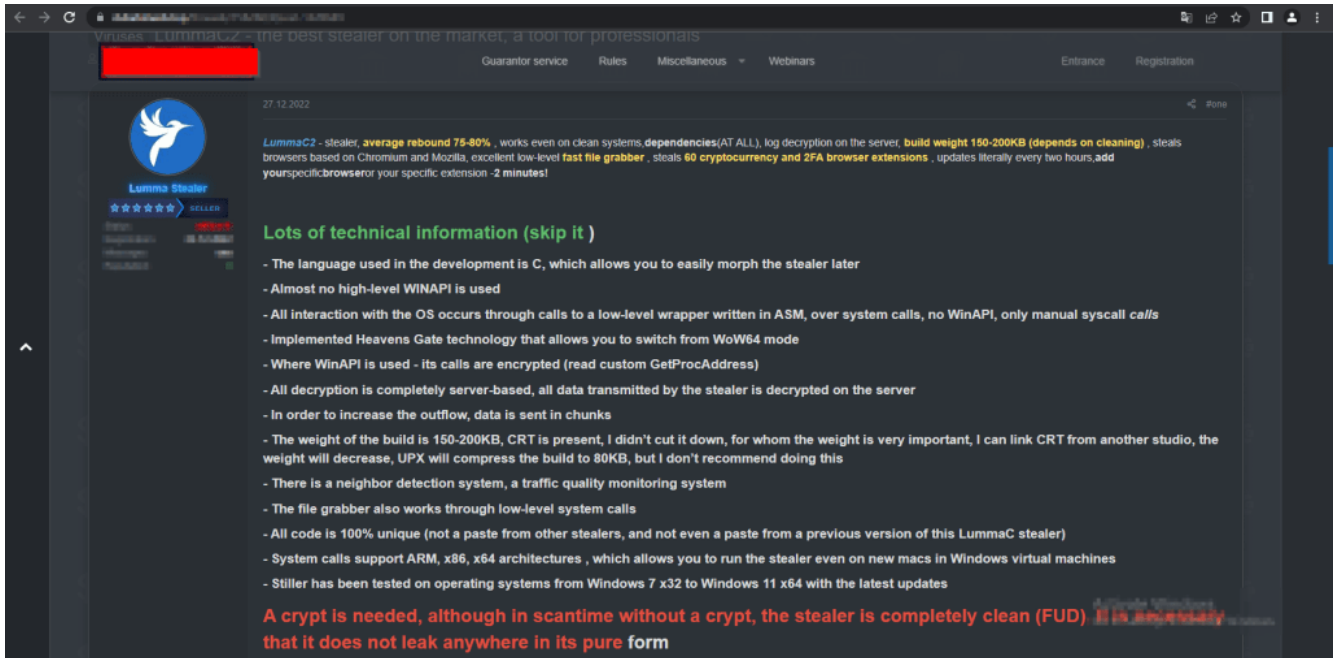 Viruses LummaC2 - the best stealer on the market, a tool for professionals
Guarantor service Rules Miscellaneous Webinars Entrance Registration
27.12.2022 #one
LummaC2 - stealer, average rebound 75-80% , works even on clean systems,dependencies(AT ALL), log decryption on the server, build weight 150-200KB (depends on cleaning) , steals
browsers based on Chromium and Mozilla, excellent low-level fast file grabber , steals 60 cryptocurrency and 2FA browser extensions , updates literally every two hours,add
yourspecificbrowseror your specific extension -2 minutes!
Lumma Stealer
SELLER
Lots of technical information (skip it )
- The language used in the development is C, which allows you to easily morph the stealer later
- Almost no high-level WINAPI is used
- All interaction with the OS occurs through calls to a low-level wrapper written in ASM, over system calls, no WinAPI, only manual syscall calls
- Implemented Heavens Gate technology that allows you to switch from WoW64 mode
- Where WinAPI is used - its calls are encrypted (read custom GetProcAddress)
- All decryption is completely server-based, all data transmitted by the stealer is decrypted on the server
- In order to increase the outflow, data is sent in chunks
- The weight of the build is 150-200KB, CRT is present, I didn't cut it down, for whom the weight is very important, I can link CRT from another studio, the
weight will decrease, UPX will compress the build to 80KB, but I don't recommend doing this
- There is a neighbor detection system, a traffic quality monitoring system
- The file grabber also works through low-level system calls
- All code is 100% unique (not a paste from other stealers, and not even a paste from a previous version of this LummaC stealer)
- System calls support ARM, x86, x64 architectures , which allows you to run the stealer even on new macs in Windows virtual machines
- Stiller has been tested on operating systems from Windows 7 x32 to Windows 11 x64 with the latest updates
A crypt is needed, although in scantime without a crypt, the stealer is completely clean (FUD) . It is necessary
that it does not leak anywhere in its pure form